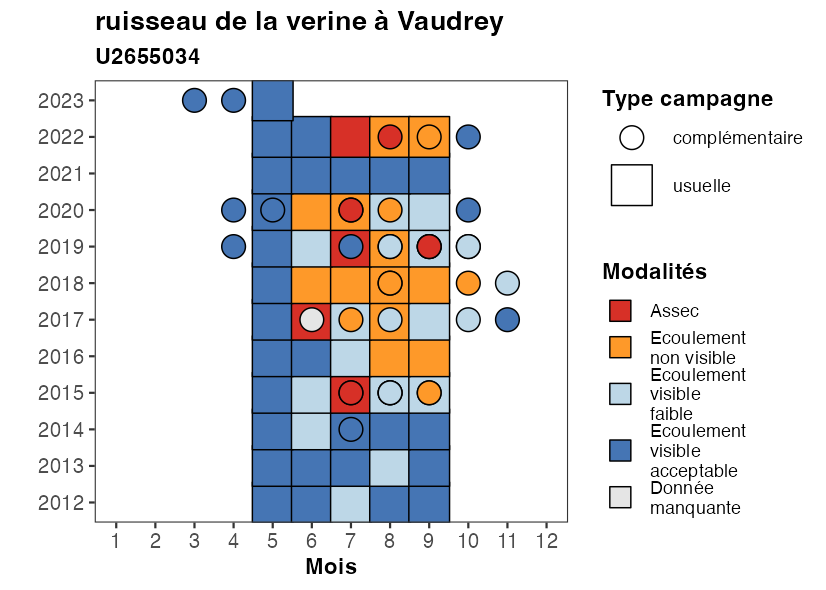 ruisseau de la verine à Vaudrey
U2655034
2023
2022
2021
2020
2019
2018
2017
2016
2015
2014
2013
2012
1 2 3 4 5 6 7 8 9 10 11 12
Mois
Type campagne
complémentaire
usuelle
Modalités
Assec
Ecoulement
non visible
Ecoulement
visible
faible
Ecoulement
visible
acceptable
Donnée
manquante